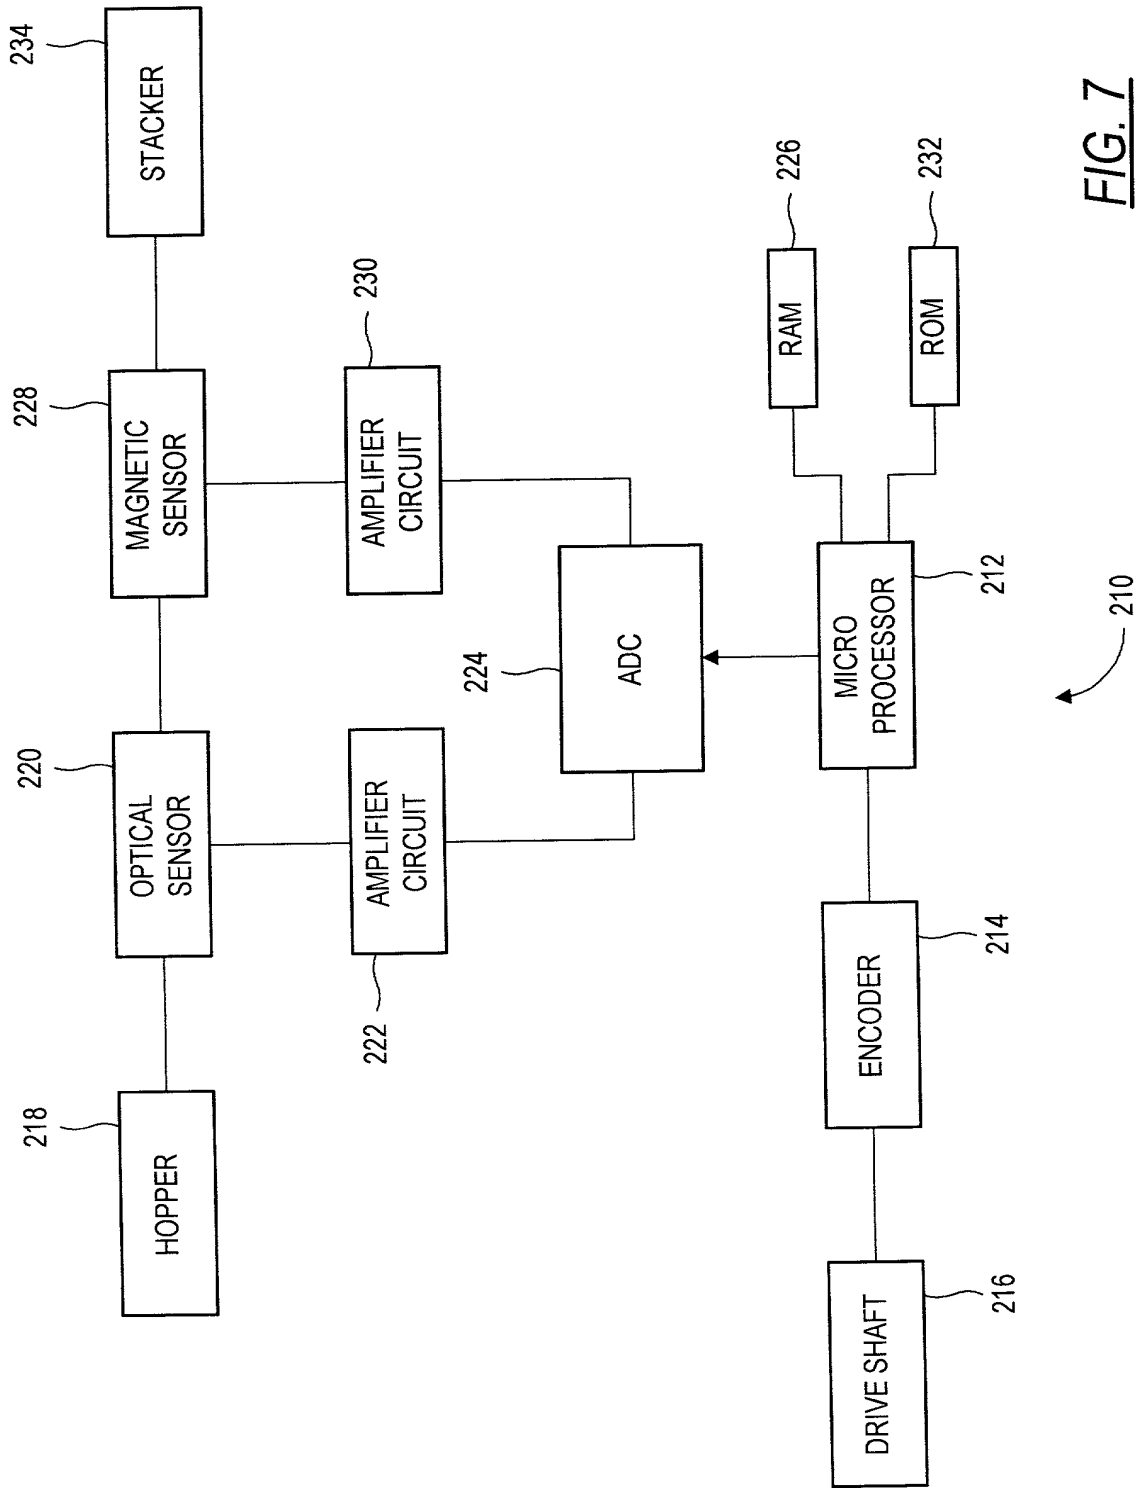 218
220
228
234
HOPPER
OPTICAL
SENSOR
MAGNETIC
SENSOR
STACKER
222
AMPLIFIER
CIRCUIT
AMPLIFIER
CIRCUIT
230
224
ADC
RAM
226
DRIVE SHAFT
ENCODER
MICRO
PROCESSOR
ROM
232
216
214
212
210
FIG. 7